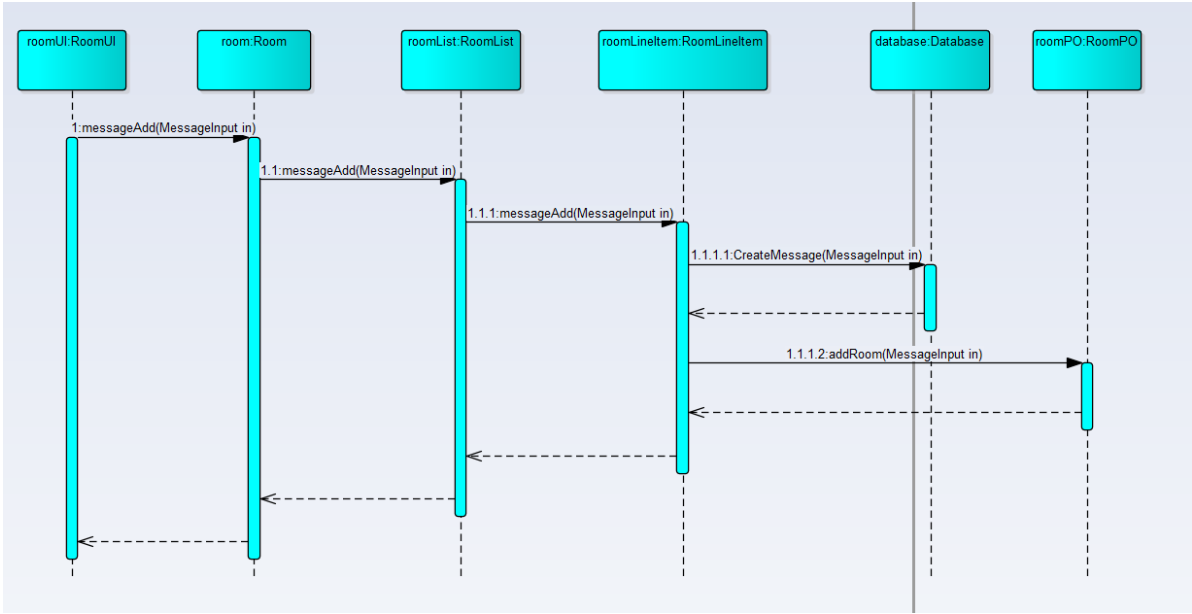 roomUI:RoomUI
room:Room
roomList:RoomList
roomLineItem:RoomLineItem
database:Database
roomPO:RoomPO
1:messageAdd(MessageInput in)
1.1:messageAdd(MessageInput in)
1.1.1:messageAdd(MessageInput in)
1.1.1.1:CreateMessage(MessageInput in)
1.1.1.2:addRoom(MessageInput in)